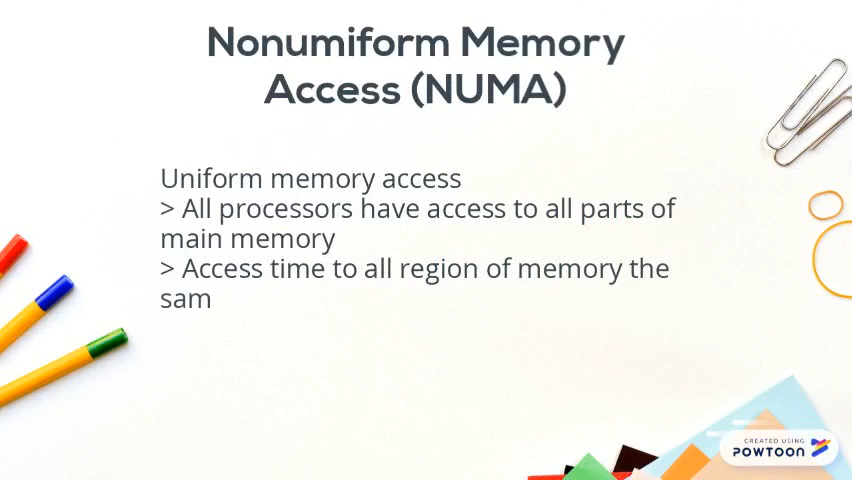 Nonumiform Memory
Access (NUMA)
Uniform memory access
> All processors have access to all parts of
main memory
> Access time to all region of memory the
sam
CREATED USING
POWTOON